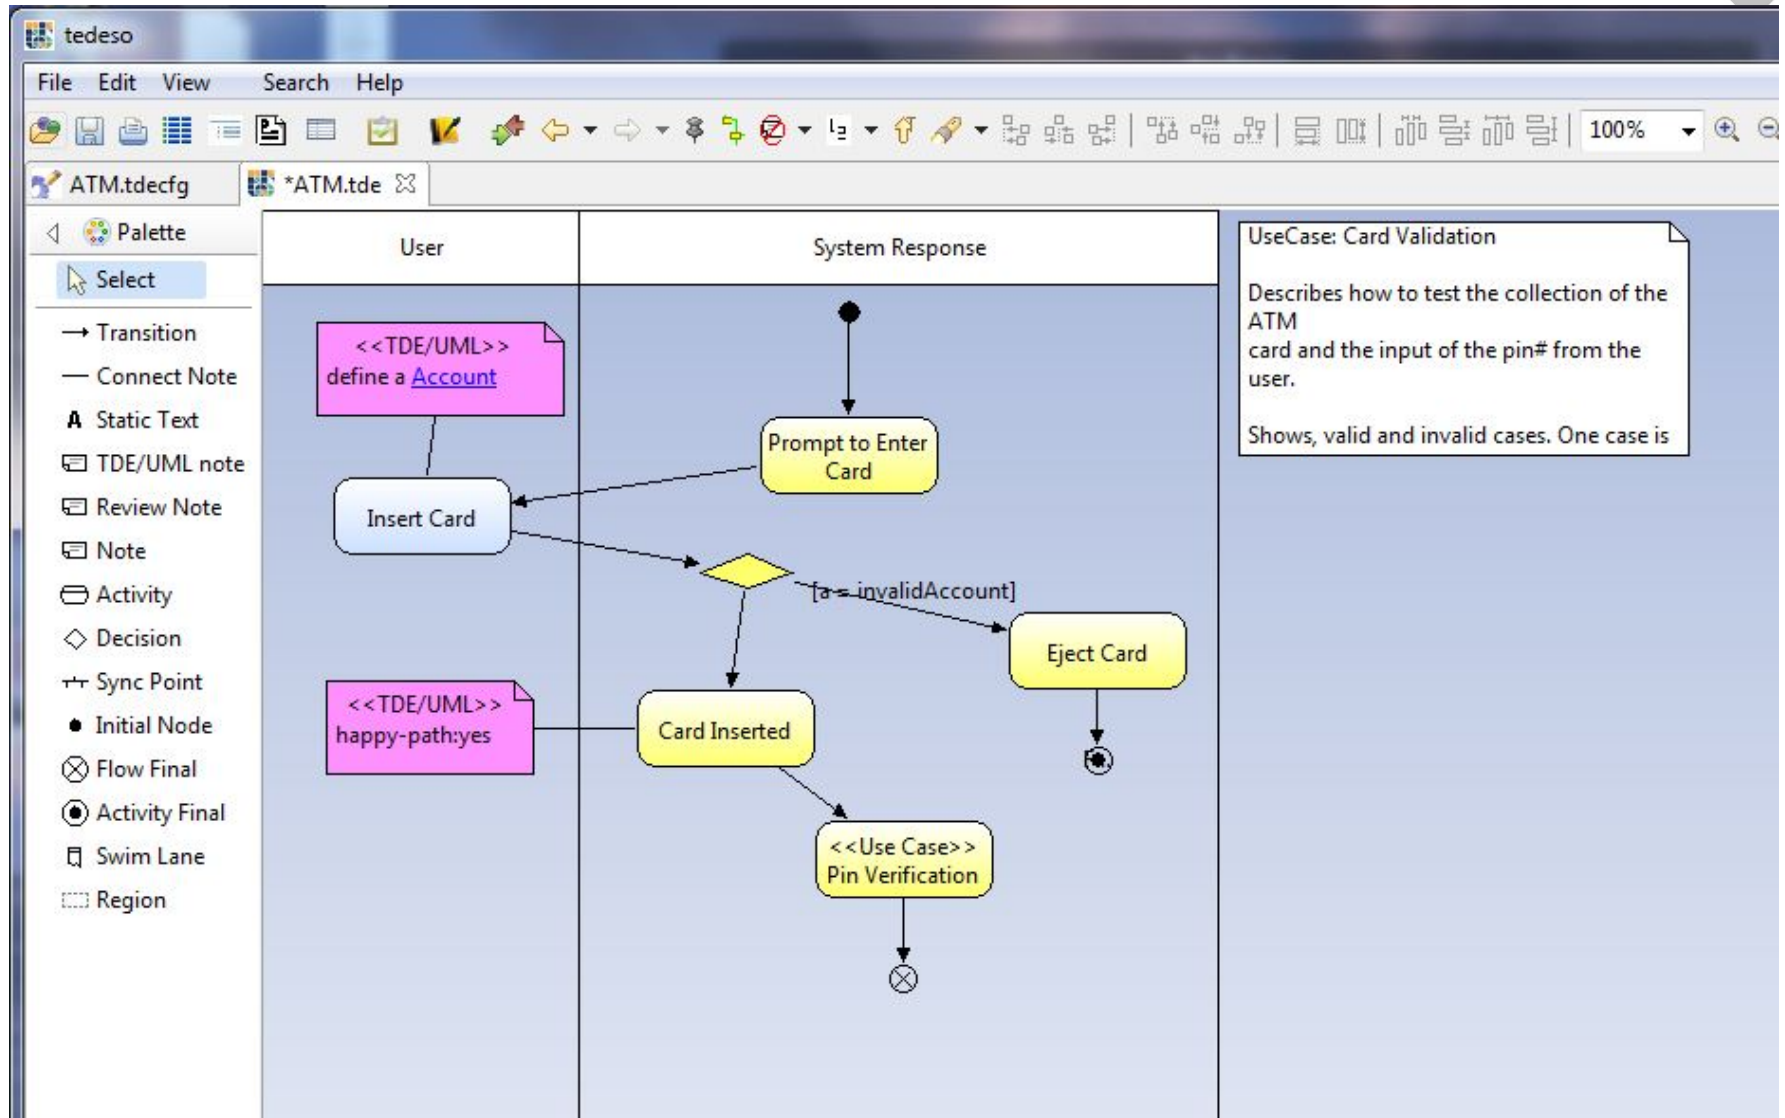 tedeso
File Edit View Search Help
100%
ATM.tdecfg
*ATM.tde
Palette
Select
Transition
Connect Note
A Static Text
TDE/UML note
Review Note
Note
Activity
Decision
Sync Point
Initial Node
Flow Final
Activity Final
Swim Lane
Region
User
System Response
<<TDE/UML>>
define a Account
Prompt to Enter
Card
Insert Card
[a = invalidAccount]
Eject Card
<<TDE/UML>>
happy-path:yes
Card Inserted
<<Use Case>>
Pin Verification
UseCase: Card Validation
Describes how to test the collection of the
ATM
card and the input of the pin# from the
user.
Shows, valid and invalid cases. One case is